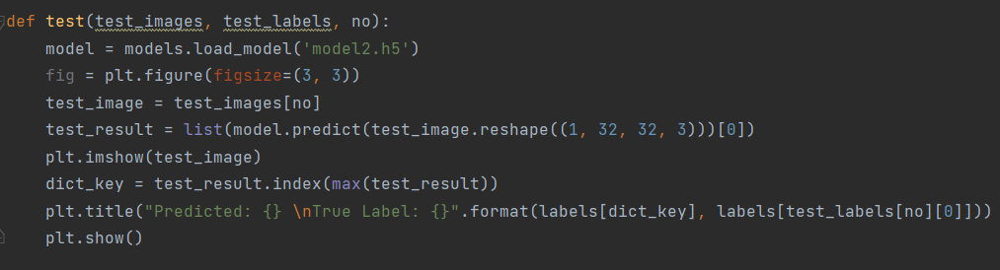 def test(test_images, test_labels, no):
    model = models.load_model('model2.h5')
    fig = plt.figure(figsize=(3, 3))
    test_image = test_images[no]
    test_result = list(model.predict(test_image.reshape((1, 32, 32, 3)))[0])
    plt.imshow(test_image)
    dict_key = test_result.index(max(test_result))
    plt.title("Predicted: {} \nTrue Label: {}".format(labels[dict_key], labels[test_labels[no][0]]))
    plt.show()